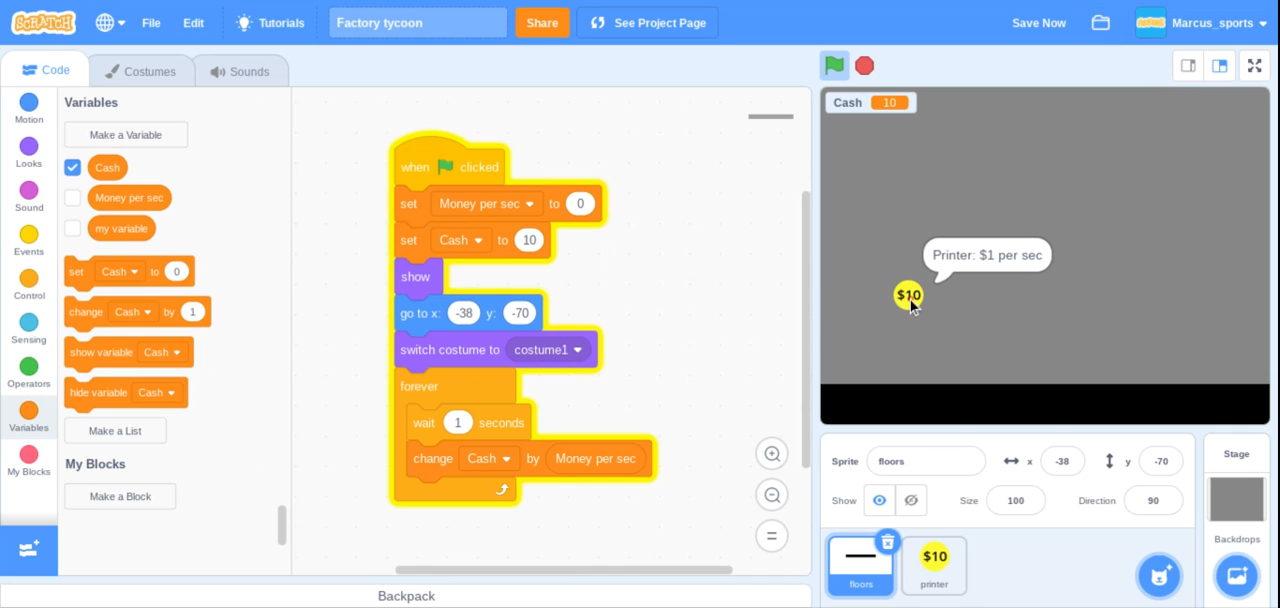 SCRATCH
File
Edit
Tutorials
Factory tycoon
Share
See Project Page
Save Now
Marcus_sports
Code
Costumes
Sounds
Motion
Looks
Sound
Events
Control
Sensing
Operators
Variables
My Blocks
Variables
Make a Variable
Cash
Money per sec
my variable
set Cash to 0
change Cash by 1
show variable Cash
hide variable Cash
Make a List
My Blocks
Make a Block
when clicked
set Money per sec to 0
set Cash to 10
show
go to x: -38 y: -70
switch costume to costume1
forever
wait 1 seconds
change Cash by Money per sec
Backpack
Cash 10
Printer: $1 per sec
$10
Sprite floors x -38 y -70
Show Size 100 Direction 90
floors
$10
printer
Stage
Backdrops